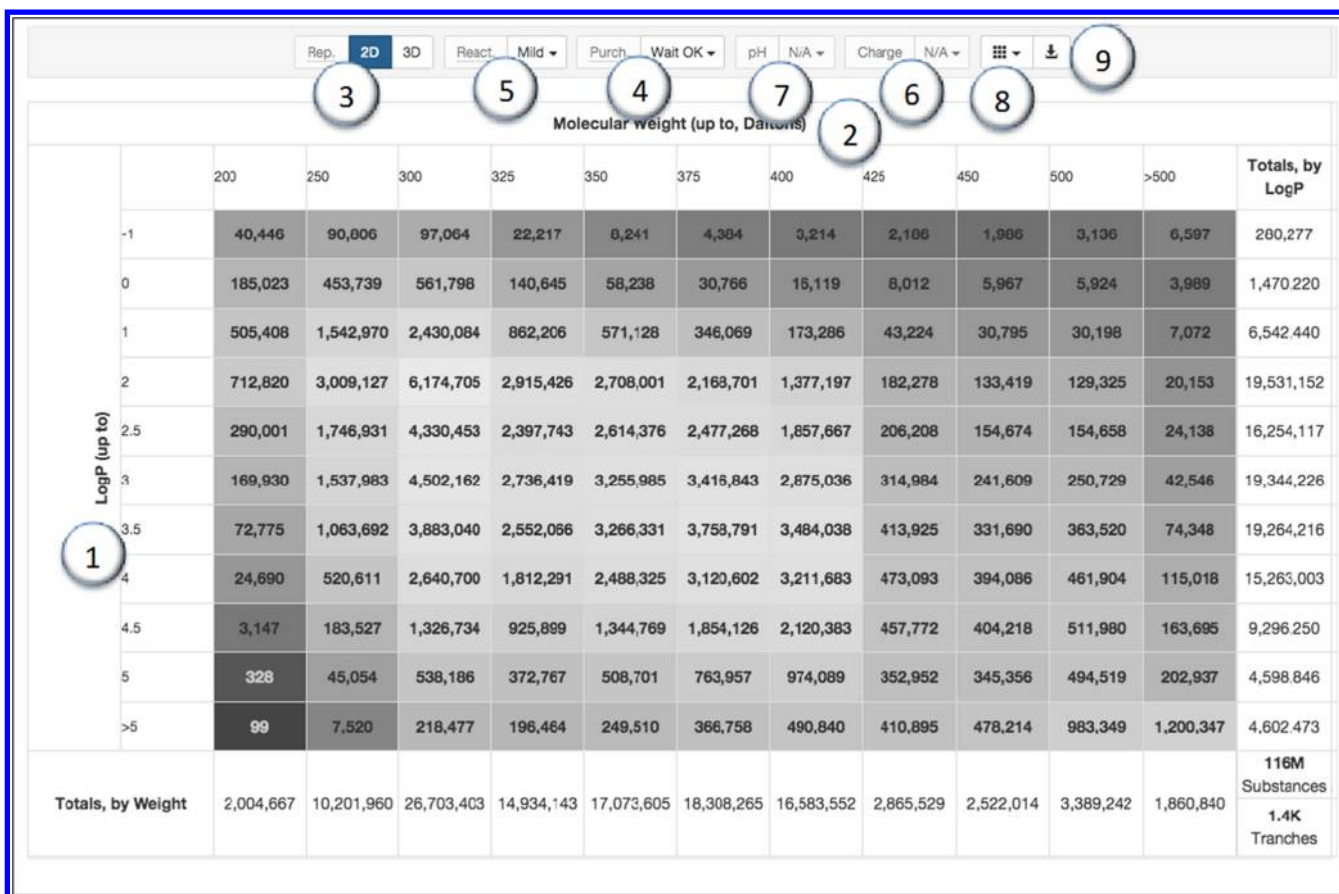 Rep. 2D 3D React. Mild Purch. Wait OK pH N/A Charge N/A
3 5 4 7 6 8 9
Molecular Weight (up to, Daltons) 2
200 250 300 325 350 375 400 425 450 500 >500 Totals, by LogP
-1 40,446 90,806 97,064 22,217 8,241 4,384 3,214 2,186 1,986 3,136 6,597 280,277
0 185,023 453,739 561,798 140,645 58,238 30,766 16,119 8,012 5,967 5,924 3,989 1,470,220
1 505,408 1,542,970 2,430,084 862,206 571,128 346,069 173,286 43,224 30,795 30,198 7,072 6,542,440
2 712,820 3,009,127 6,174,705 2,915,426 2,708,001 2,168,701 1,377,197 182,278 133,419 129,325 20,153 19,531,152
2.5 290,001 1,746,931 4,330,453 2,397,743 2,614,376 2,477,268 1,857,667 206,208 154,674 154,658 24,138 16,254,117
LogP (up to)
3 169,930 1,537,983 4,502,162 2,736,419 3,255,985 3,416,843 2,875,036 314,984 241,609 250,729 42,546 19,344,226
3.5 72,775 1,063,692 3,883,040 2,552,066 3,266,331 3,758,791 3,484,038 413,925 331,690 363,520 74,348 19,264,216
1
4 24,690 520,611 2,640,700 1,812,291 2,488,325 3,120,602 3,211,683 473,093 394,086 461,904 115,018 15,263,003
4.5 3,147 183,527 1,326,734 925,899 1,344,769 1,854,126 2,120,383 457,772 404,218 511,980 163,695 9,296,250
5 328 45,054 538,186 372,767 508,701 763,957 974,089 352,952 345,356 494,519 202,937 4,598,846
>5 99 7,520 218,477 196,464 249,510 366,758 490,840 410,895 478,214 983,349 1,200,347 4,602,473
Totals, by Weight 2,004,667 10,201,960 26,703,403 14,934,143 17,073,605 18,308,265 16,583,552 2,865,529 2,522,014 3,389,242 1,860,840
116M
Substances
1.4K
Tranches